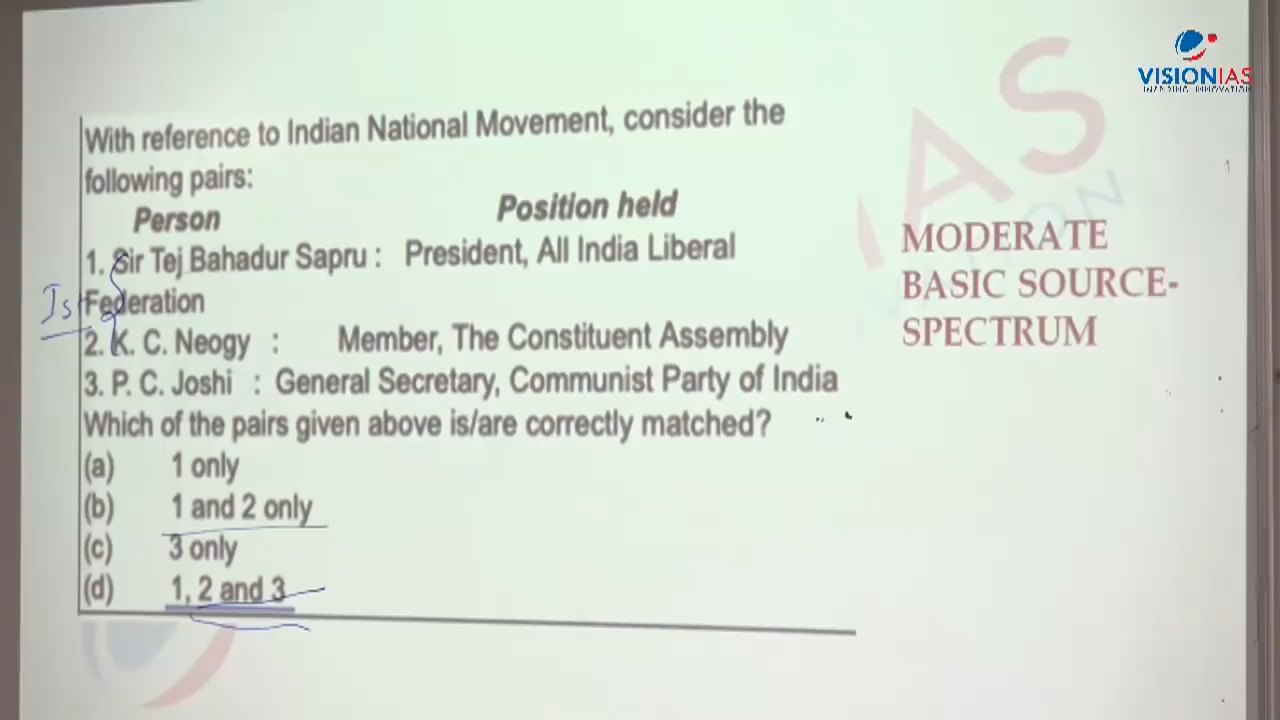 VISIONIAS
INSPIRING INNOVATION
With reference to Indian National Movement, consider the
following pairs:
Person Position held
1. Sir Tej Bahadur Sapru : President, All India Liberal
Federation
2. K. C. Neogy : Member, The Constituent Assembly
3. P. C. Joshi : General Secretary, Communist Party of India
Which of the pairs given above is/are correctly matched?
(a) 1 only
(b) 1 and 2 only
(c) 3 only
(d) 1, 2 and 3
MODERATE
BASIC SOURCE-
SPECTRUM
IAS